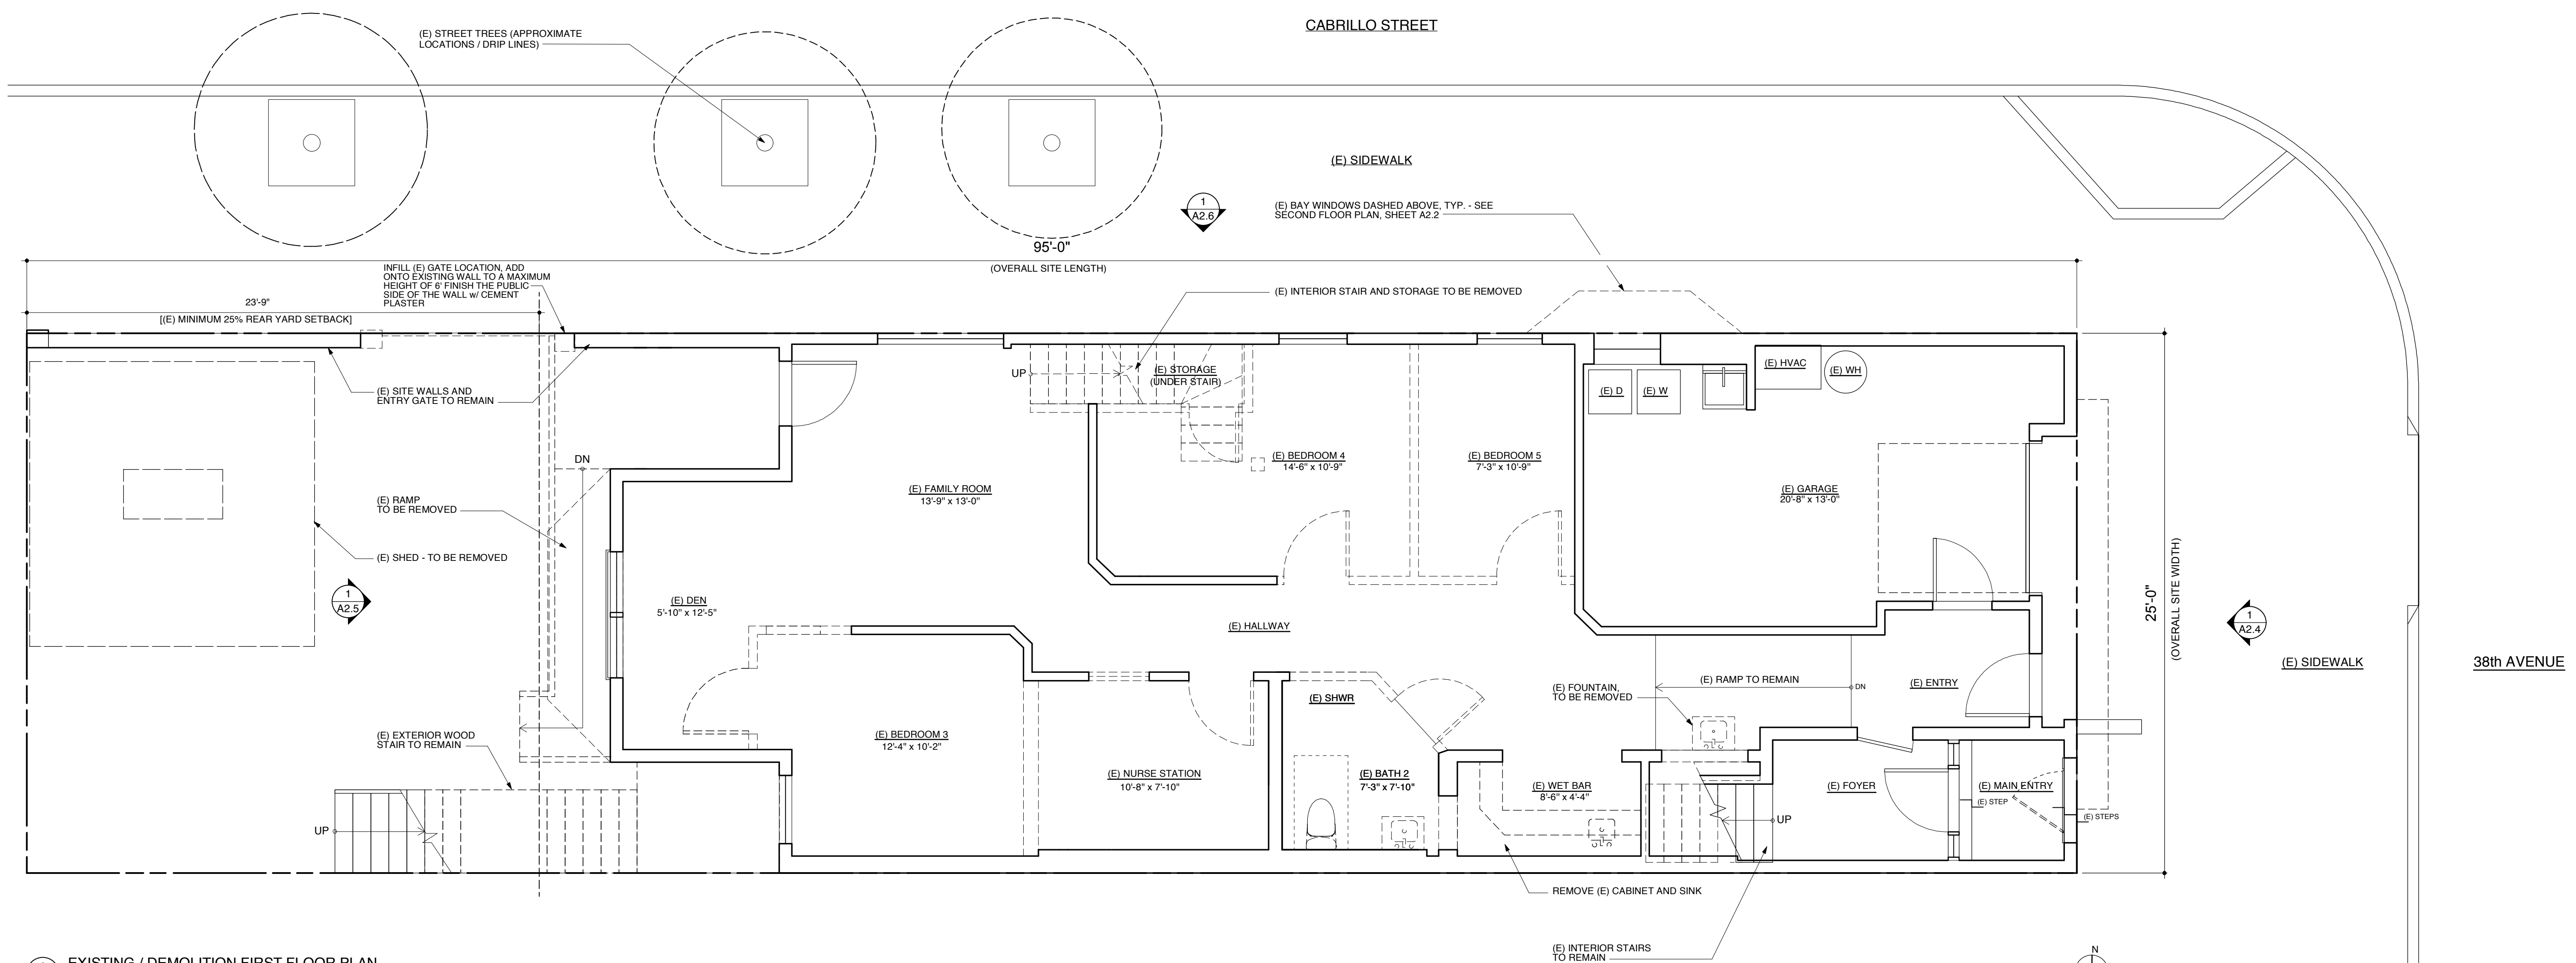 CABRILLO STREET
(E) STREET TREES (APPROXIMATE
LOCATIONS / DRIP LINES)
(E) SIDEWALK
1
A2.6
(E) BAY WINDOWS DASHED ABOVE, TYP. - SEE
SECOND FLOOR PLAN, SHEET A2.2
95'-0"
(OVERALL SITE LENGTH)
INFILL (E) GATE LOCATION, ADD
ONTO EXISTING WALL TO A MAXIMUM
HEIGHT OF 6' FINISH THE PUBLIC
SIDE OF THE WALL w/ CEMENT
PLASTER
23'-9"
[(E) MINIMUM 25% REAR YARD SETBACK]
(E) INTERIOR STAIR AND STORAGE TO BE REMOVED
UP
(E) STORAGE
(UNDER STAIR)
(E) HVAC
(E) WH
(E) D
(E) W
(E) SITE WALLS AND
ENTRY GATE TO REMAIN
DN
(E) BEDROOM 4
14'-6" x 10'-9"
(E) BEDROOM 5
7'-3" x 10'-9"
(E) FAMILY ROOM
13'-9" x 13'-0"
(E) GARAGE
20'-8" x 13'-0"
(E) RAMP
TO BE REMOVED
(E) SHED - TO BE REMOVED
1
A2.5
(E) DEN
5'-10" x 12'-5"
25'-0"
(OVERALL SITE WIDTH)
1
A2.4
(E) HALLWAY
(E) SIDEWALK
38th AVENUE
(E) RAMP TO REMAIN
DN
(E) ENTRY
(E) FOUNTAIN,
TO BE REMOVED
(E) SHWR
(E) EXTERIOR WOOD
STAIR TO REMAIN
(E) BEDROOM 3
12'-4" x 10'-2"
(E) NURSE STATION
10'-8" x 7'-10"
(E) BATH 2
7'-3" x 7'-10"
(E) WET BAR
8'-6" x 4'-4"
(E) FOYER
(E) MAIN ENTRY
(E) STEP
(E) STEPS
UP
UP
REMOVE (E) CABINET AND SINK
(E) INTERIOR STAIRS
TO REMAIN
N
EXISTING / DEMOLITION FIRST FLOOR PLAN